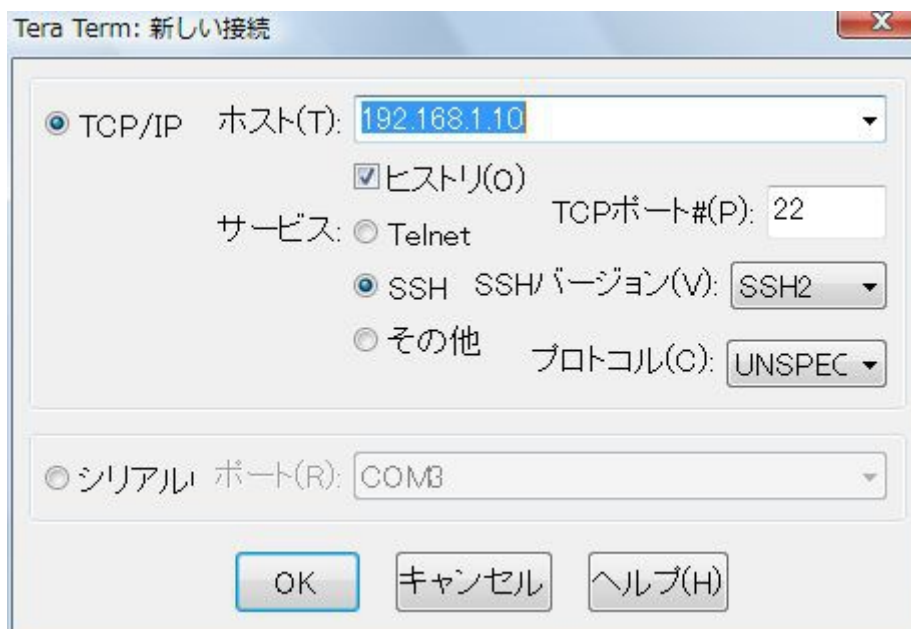 Tera Term: 新しい接続
TCP/IP ホスト(T): 192.168.1.10
ヒストリ(O)
サービス: Telnet TCPポート#(P): 22
SSH SSHバージョン(V): SSH2
その他 プロトコル(C): UNSPEC
シリアル ポート(R): COM3
OK キャンセル ヘルプ(H)